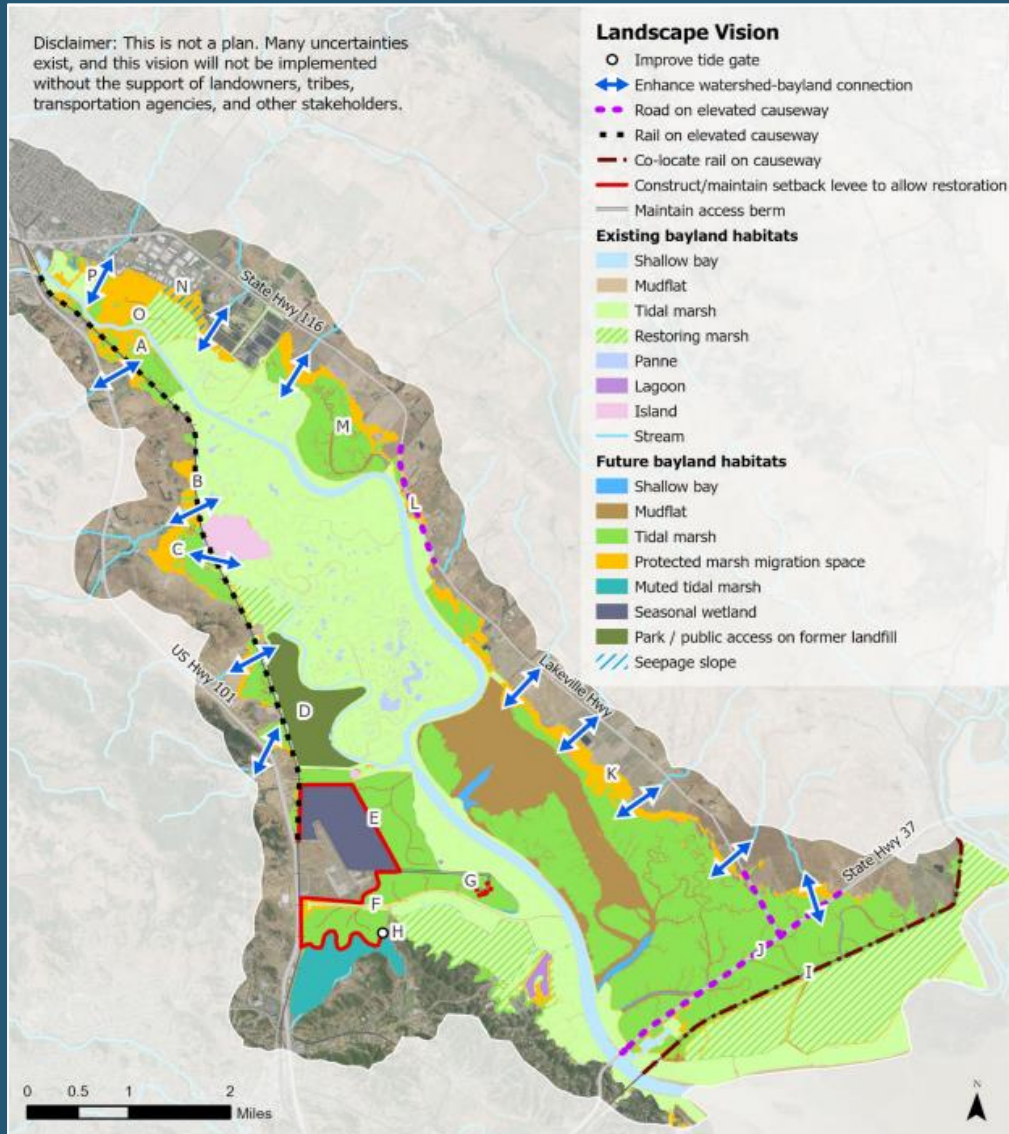 Disclaimer: This is not a plan. Many uncertainties
exist, and this vision will not be implemented
without the support of landowners, tribes,
transportation agencies, and other stakeholders.
Landscape Vision
Improve tide gate
Enhance watershed-bayland connection
Road on elevated causeway
Rail on elevated causeway
Co-locate rail on causeway
Construct/maintain setback levee to allow restoration
Maintain access berm
Existing bayland habitats
Shallow bay
Mudflat
Tidal marsh
Restoring marsh
Panne
Lagoon
Island
Stream
Future bayland habitats
Shallow bay
Mudflat
Tidal marsh
Protected marsh migration space
Muted tidal marsh
Seasonal wetland
Park / public access on former landfill
Seepage slope
P
N
State Hwy 116
O
A
M
B
L
C
US Hwy 101
D
Lakeville Hwy
K
E
State Hwy 37
G
F
H
J
I
0 0.5 1 2
Miles
N